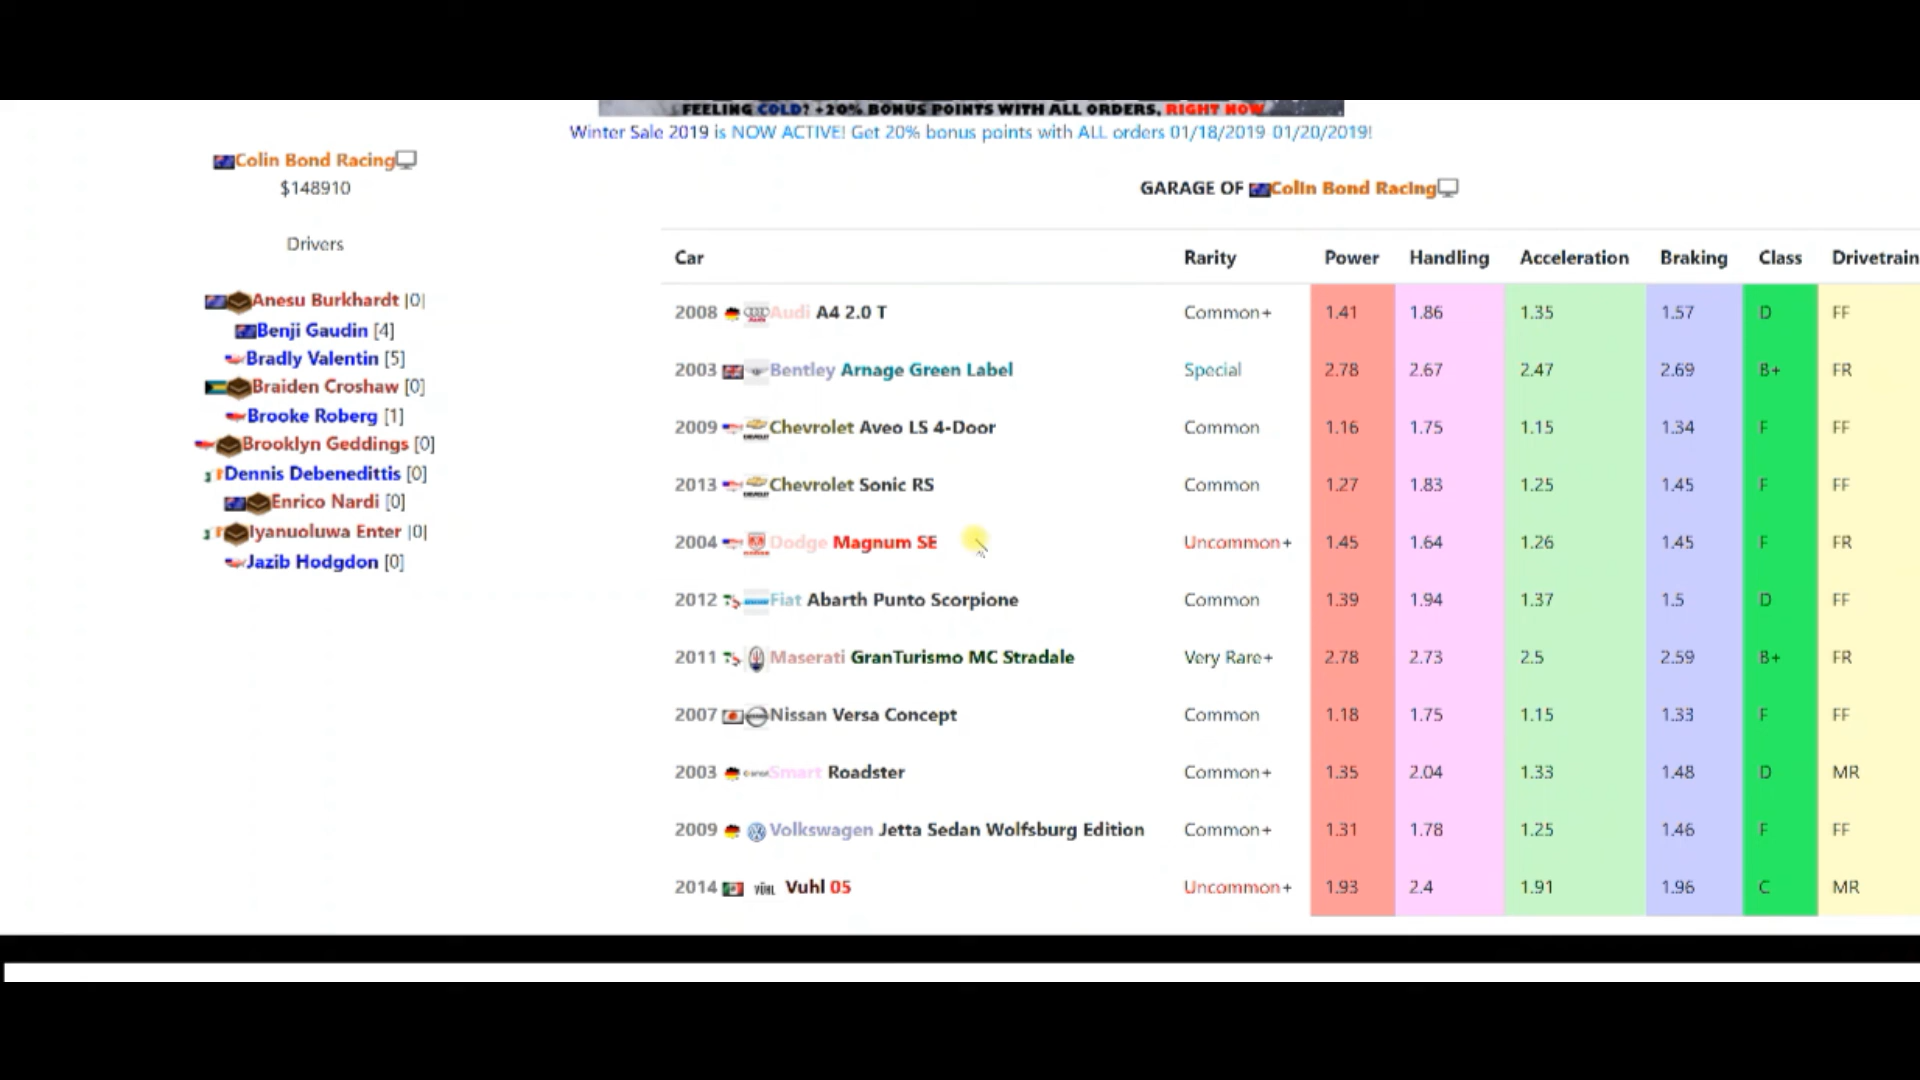 FEELING COLD? +20% BONUS POINTS WITH ALL ORDERS, RIGHT NOW
Winter Sale 2019 is NOW ACTIVE! Get 20% bonus points with ALL orders 01/18/2019 01/20/2019!
Colin Bond Racing
$148910
Drivers
Anesu Burkhardt [0]
Benji Gaudin [4]
Bradly Valentin [5]
Braiden Croshaw [0]
Brooke Roberg [1]
Brooklyn Geddings [0]
Dennis Debenedittis [0]
Enrico Nardi [0]
Iyanuoluwa Enter [0]
Jazib Hodgdon [0]
GARAGE OF Colin Bond Racing
Car Rarity Power Handling Acceleration Braking Class Drivetrain
2008 Audi A4 2.0 T Common+ 1.41 1.86 1.35 1.57 D FF
2003 Bentley Arnage Green Label Special 2.78 2.67 2.47 2.69 B+ FR
2009 Chevrolet Aveo LS 4-Door Common 1.16 1.75 1.15 1.34 F FF
2013 Chevrolet Sonic RS Common 1.27 1.83 1.25 1.45 F FF
2004 Dodge Magnum SE Uncommon+ 1.45 1.64 1.26 1.45 F FR
2012 Fiat Abarth Punto Scorpione Common 1.39 1.94 1.37 1.5 D FF
2011 Maserati GranTurismo MC Stradale Very Rare+ 2.78 2.73 2.5 2.59 B+ FR
2007 Nissan Versa Concept Common 1.18 1.75 1.15 1.33 F FF
2003 Smart Roadster Common+ 1.35 2.04 1.33 1.48 D MR
2009 Volkswagen Jetta Sedan Wolfsburg Edition Common+ 1.31 1.78 1.25 1.46 F FF
2014 VÜHL Vuhl 05 Uncommon+ 1.93 2.4 1.91 1.96 C MR